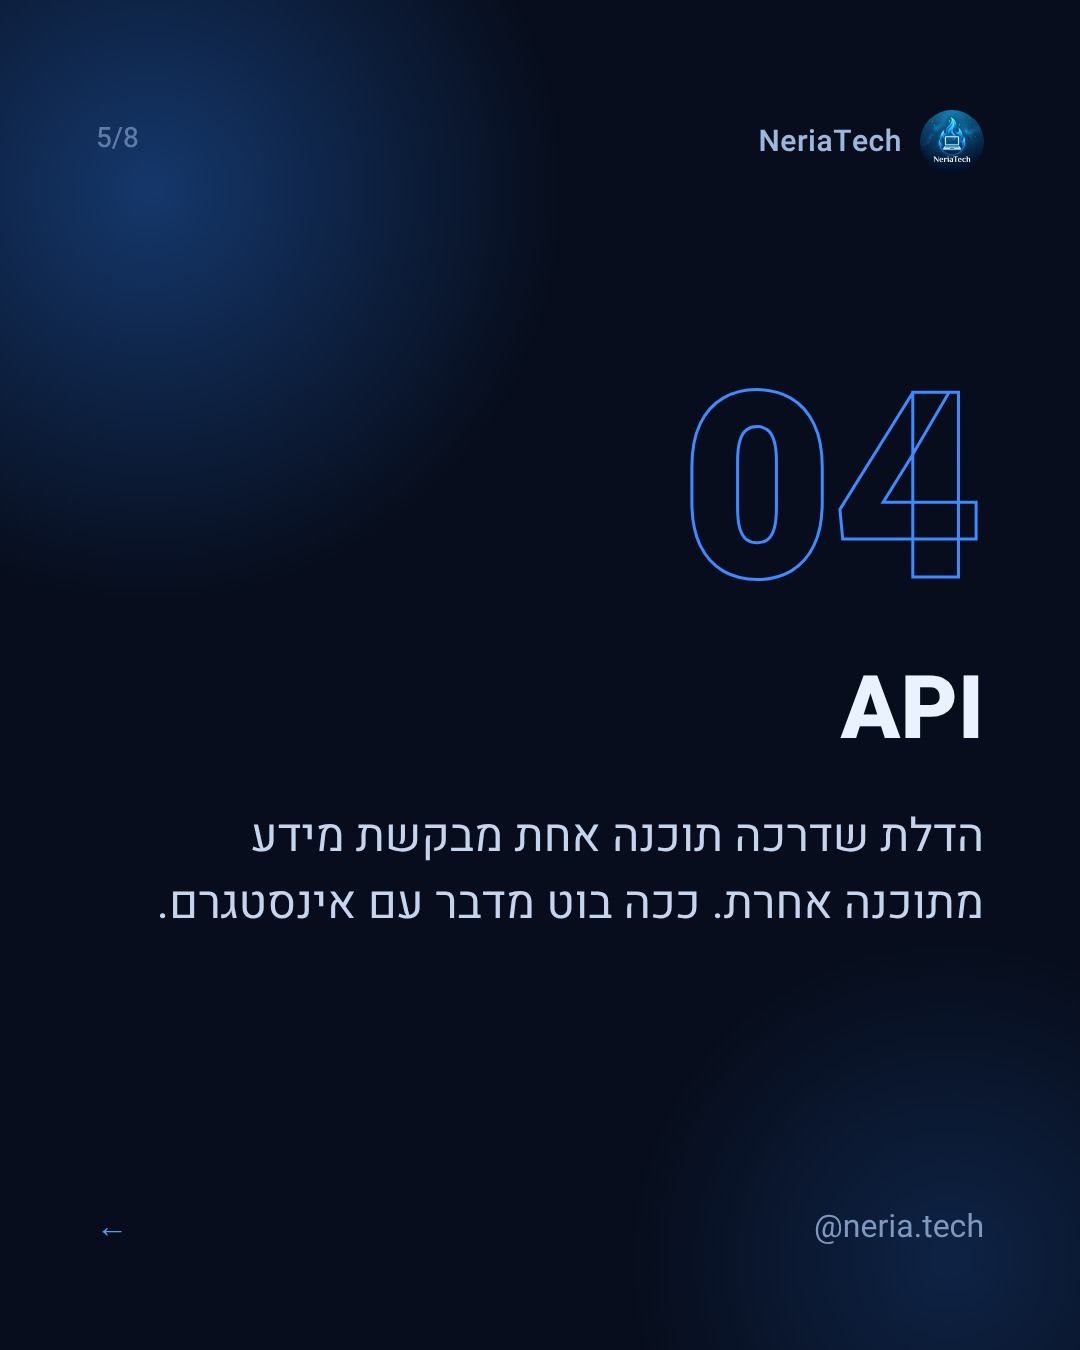 5/8
NeriaTech
NeriaTech
04
API
הדלת שדרכה תוכנה אחת מבקשת מידע
מתוכנה אחרת. ככה בוט מדבר עם אינסטגרם.
←
@neria.tech